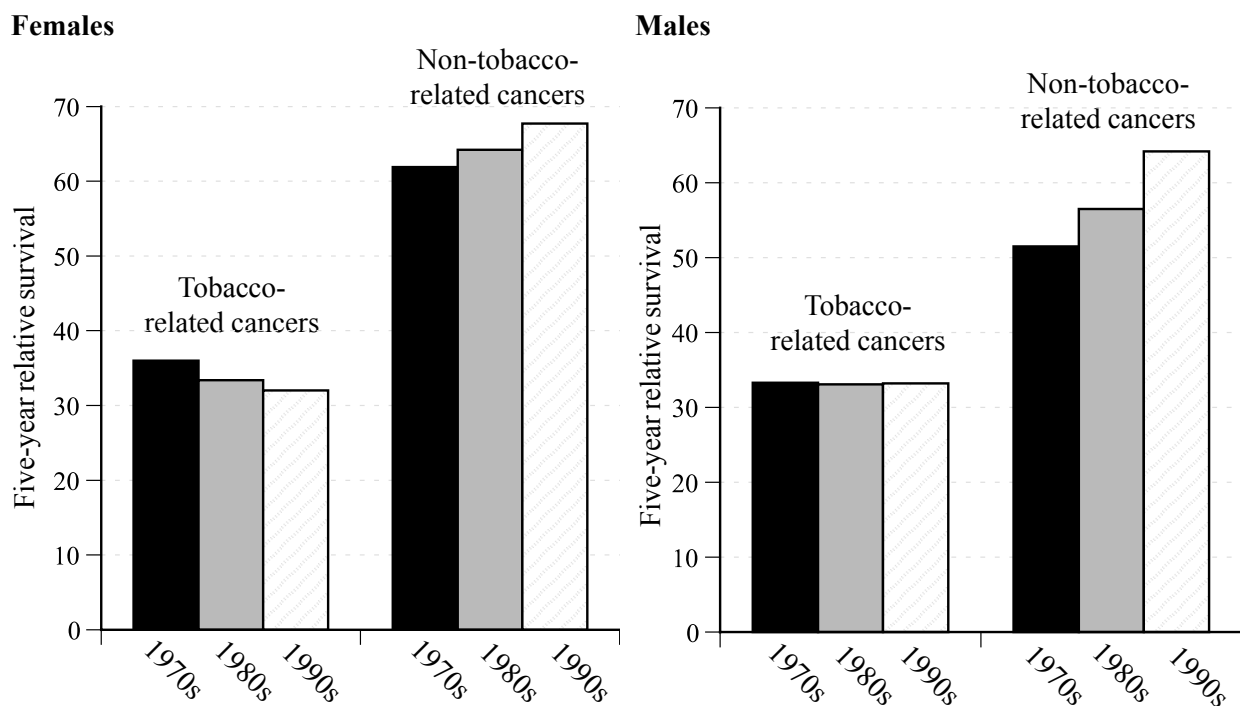 Females
Non-tobacco-
related cancers
70
60
50
40
30
20
10
0
Five-year relative survival
Tobacco-
related cancers
1970s
1980s
1990s
1970s
1980s
1990s
Males
Non-tobacco-
related cancers
70
60
50
40
30
20
10
0
Five-year relative survival
Tobacco-
related cancers
1970s
1980s
1990s
1970s
1980s
1990s